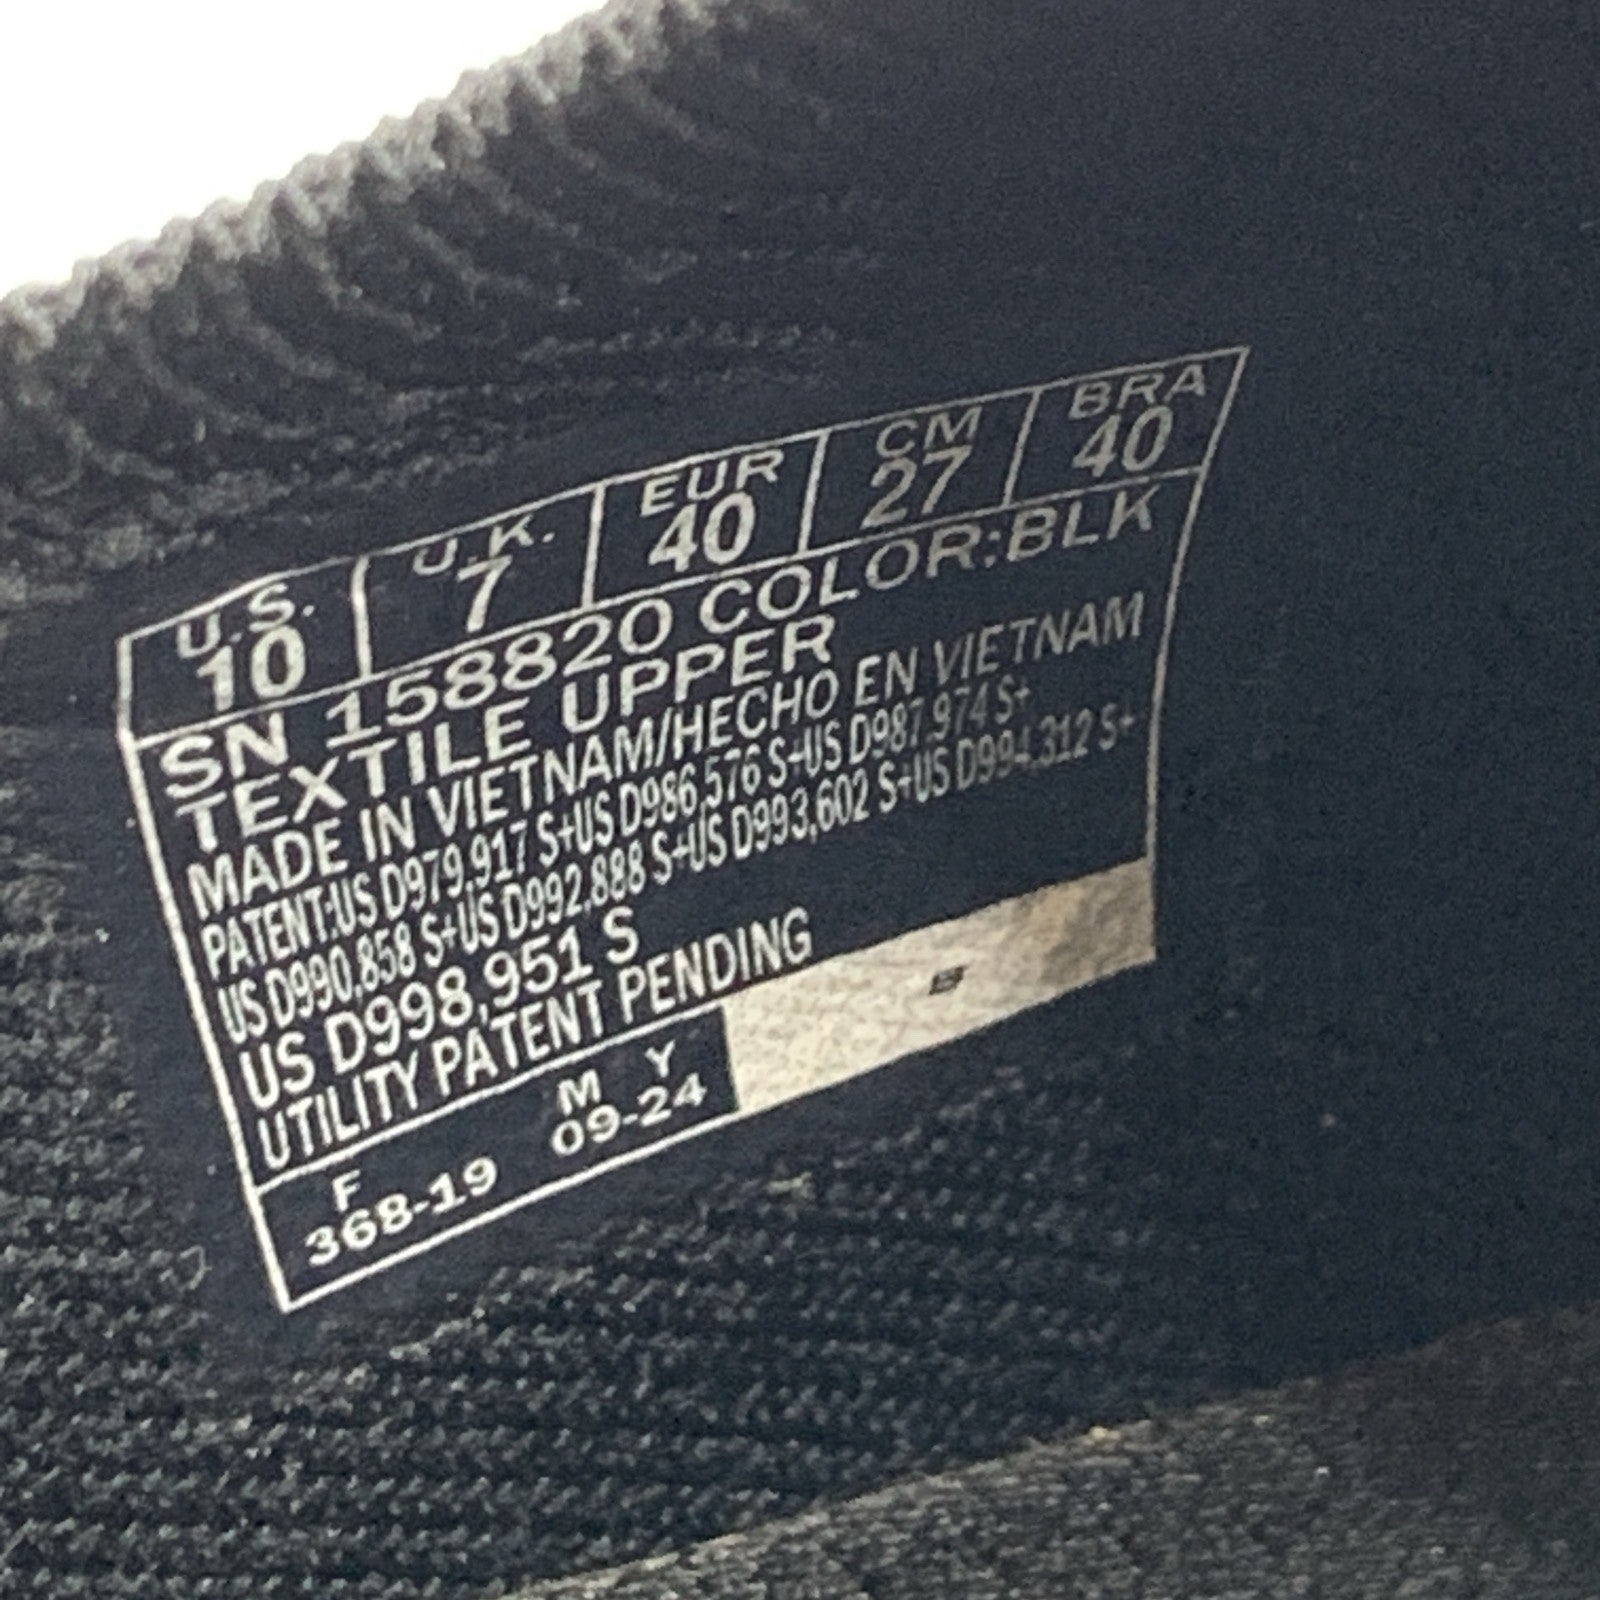 U.S. U.K. EUR CM BRA
10 7 40 27 40
SN 158820 COLOR:BLK
TEXTILE UPPER
MADE IN VIETNAM/HECHO EN VIETNAM
PATENT:US D979,917 S+US D986,576 S+US D987,974 S+
US D990,858 S+US D992,888 S+US D993,602 S+US D994,312 S+
US D998,951 S
UTILITY PATENT PENDING
F M Y
368-19 09-24